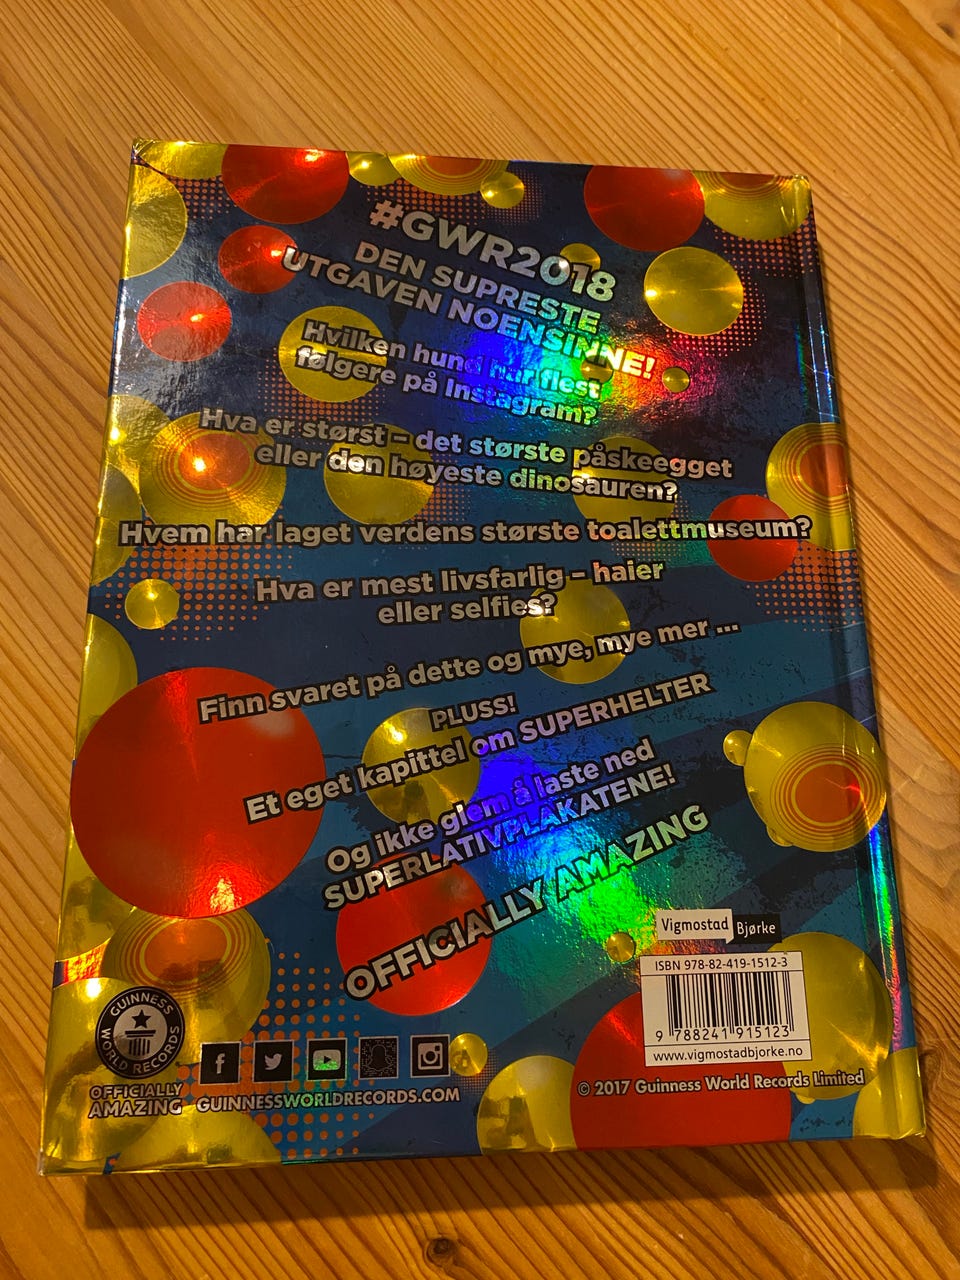 #GWR2018
DEN SUPRESTE
UTGAVEN NOENSINNE!
Hvilken hund har flest
følgere på Instagram?
Hva er størst – det største påskeegget
eller den høyeste dinosauren?
Hvem har laget verdens største toalettmuseum?
Hva er mest livsfarlig – haier
eller selfies?
Finn svaret på dette og mye, mye mer ...
PLUSS!
Et eget kapittel om SUPERHELTER
Og ikke glem å laste ned
SUPERLATIVPLAKATENE!
OFFICIALLY AMAZING
Vigmostad Bjørke
ISBN 978-82-419-1512-3
9 788241 915123
www.vigmostadbjorke.no
© 2017 Guinness World Records Limited
GUINNESS
WORLD RECORDS
OFFICIALLY
AMAZING
GUINNESSWORLDRECORDS.COM